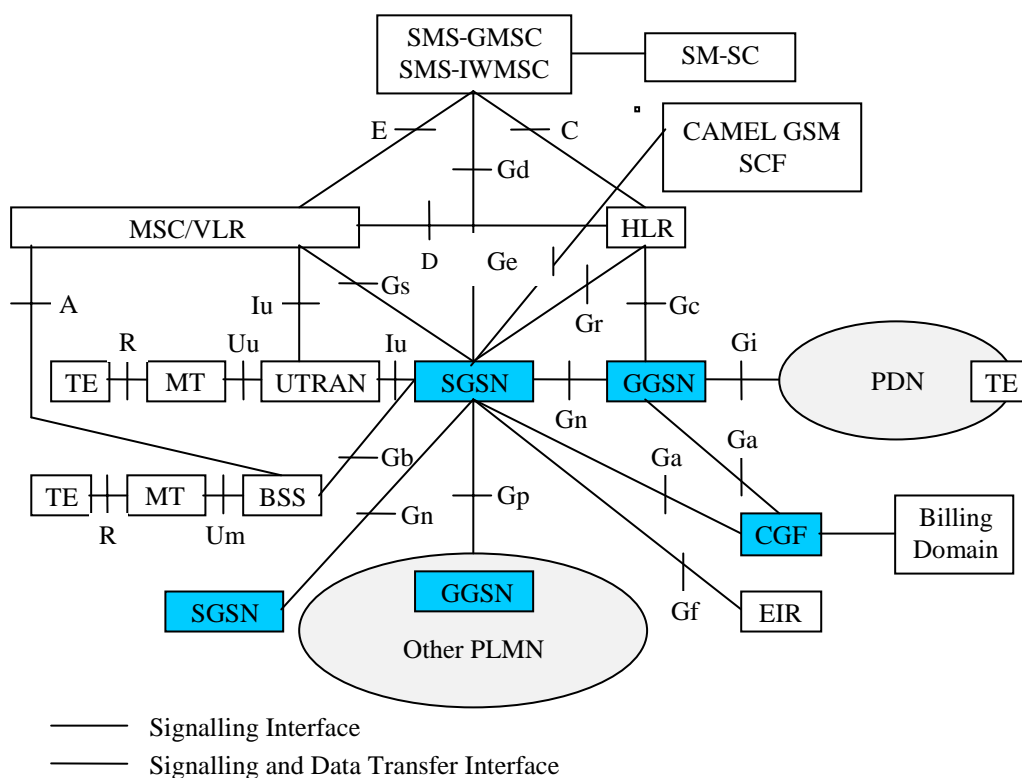 SMS-GMSC
SMS-IWMSC
SM-SC
E
C
CAMEL GSM
SCF
Gd
MSC/VLR
HLR
D
Ge
A
Iu
Gs
Gr
Gc
R
Uu
Iu
Gi
TE
MT
UTRAN
SGSN
GGSN
PDN
TE
Gn
Gb
Ga
Ga
TE
MT
BSS
Gp
R
Um
Gn
CGF
Billing
Domain
GGSN
SGSN
Gf
EIR
Other PLMN
Signalling Interface
Signalling and Data Transfer Interface